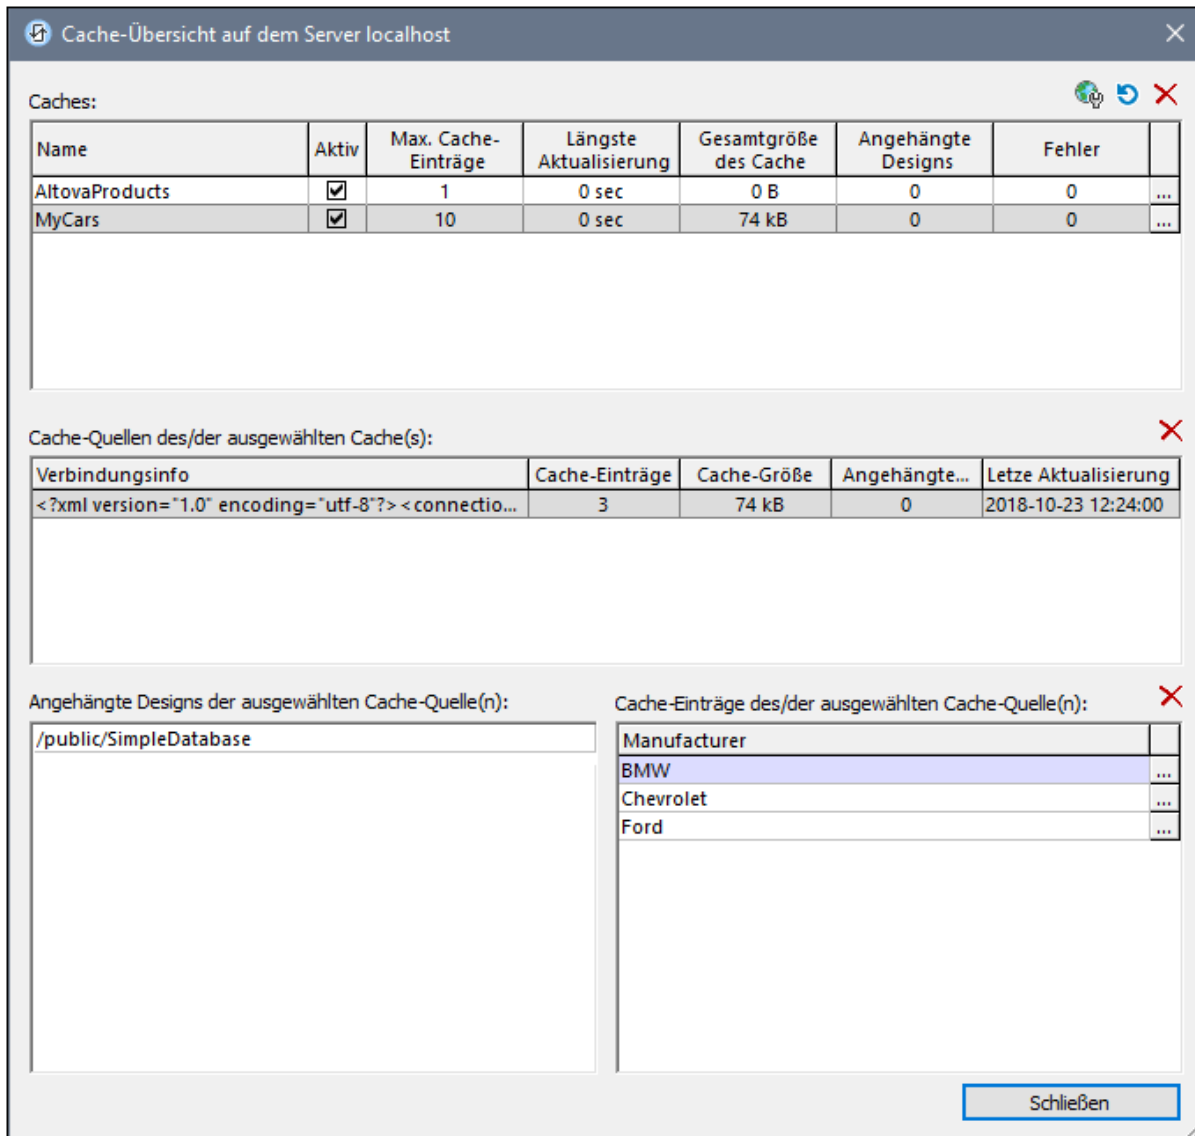 Cache-Übersicht auf dem Server localhost
Caches:
Name Aktiv Max. Cache-Einträge Längste Aktualisierung Gesamtgröße des Cache Angehängte Designs Fehler
AltovaProducts 1 0 sec 0 B 0 0 ...
MyCars 10 0 sec 74 kB 0 0 ...
Cache-Quellen des/der ausgewählten Cache(s):
Verbindungsinfo Cache-Einträge Cache-Größe Angehängte... Letze Aktualisierung
<?xml version="1.0" encoding="utf-8"?><connectio... 3 74 kB 0 2018-10-23 12:24:00
Angehängte Designs der ausgewählten Cache-Quelle(n):
/public/SimpleDatabase
Cache-Einträge des/der ausgewählten Cache-Quelle(n):
Manufacturer
BMW ...
Chevrolet ...
Ford ...
Schließen